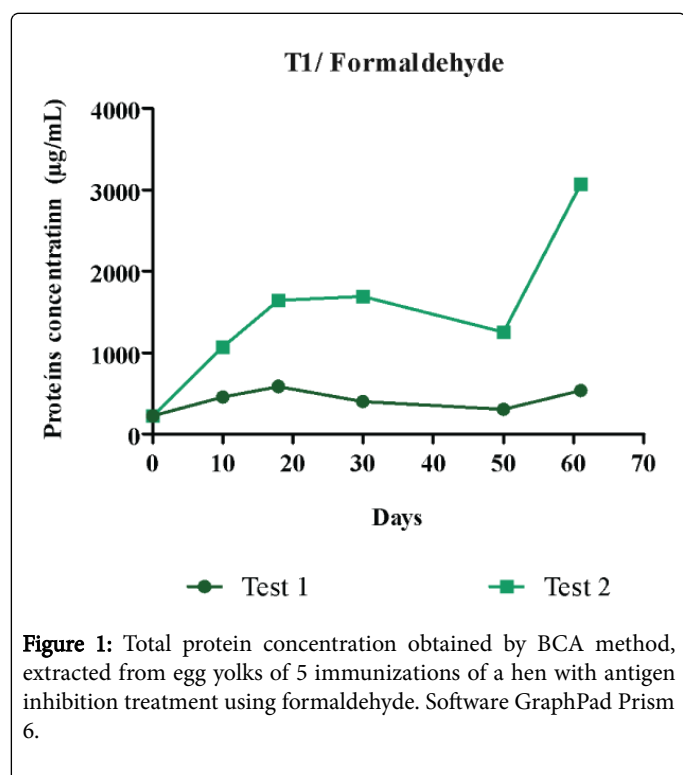 T1/ Formaldehyde
Proteíns concentratinn (µg/mL)
4000
3000
2000
1000
0
0 10 20 30 40 50 60 70
Days
Test 1 Test 2
Figure 1: Total protein concentration obtained by BCA method,
extracted from egg yolks of 5 immunizations of a hen with antigen
inhibition treatment using formaldehyde. Software GraphPad Prism
6.